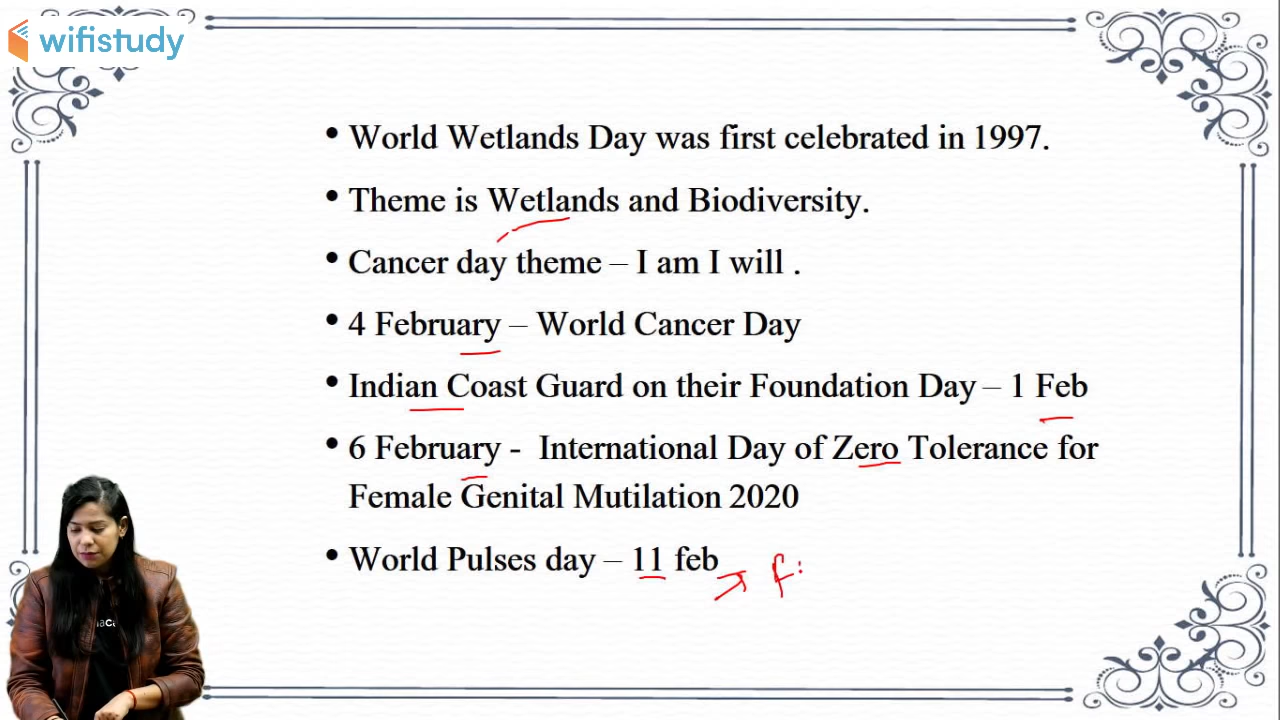 wifistudy
• World Wetlands Day was first celebrated in 1997.
• Theme is Wetlands and Biodiversity.
• Cancer day theme – I am I will .
• 4 February – World Cancer Day
• Indian Coast Guard on their Foundation Day – 1 Feb
• 6 February - International Day of Zero Tolerance for
Female Genital Mutilation 2020
• World Pulses day – 11 feb